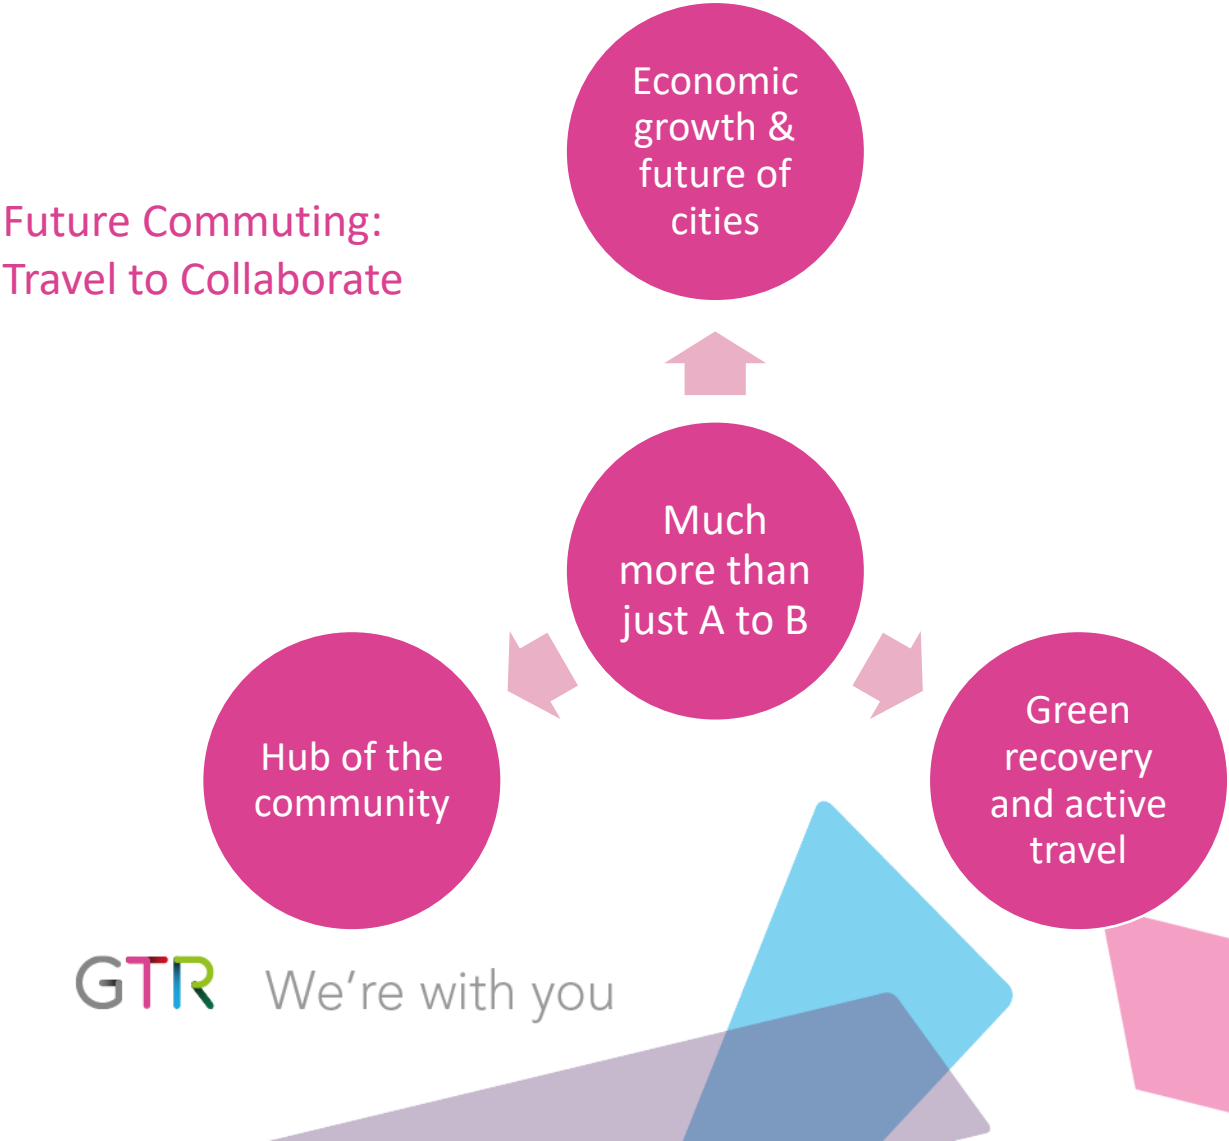 Economic
growth &
future of
cities
Future Commuting:
Travel to Collaborate
Much
more than
just A to B
Hub of the
community
Green
recovery
and active
travel
GTR We're with you